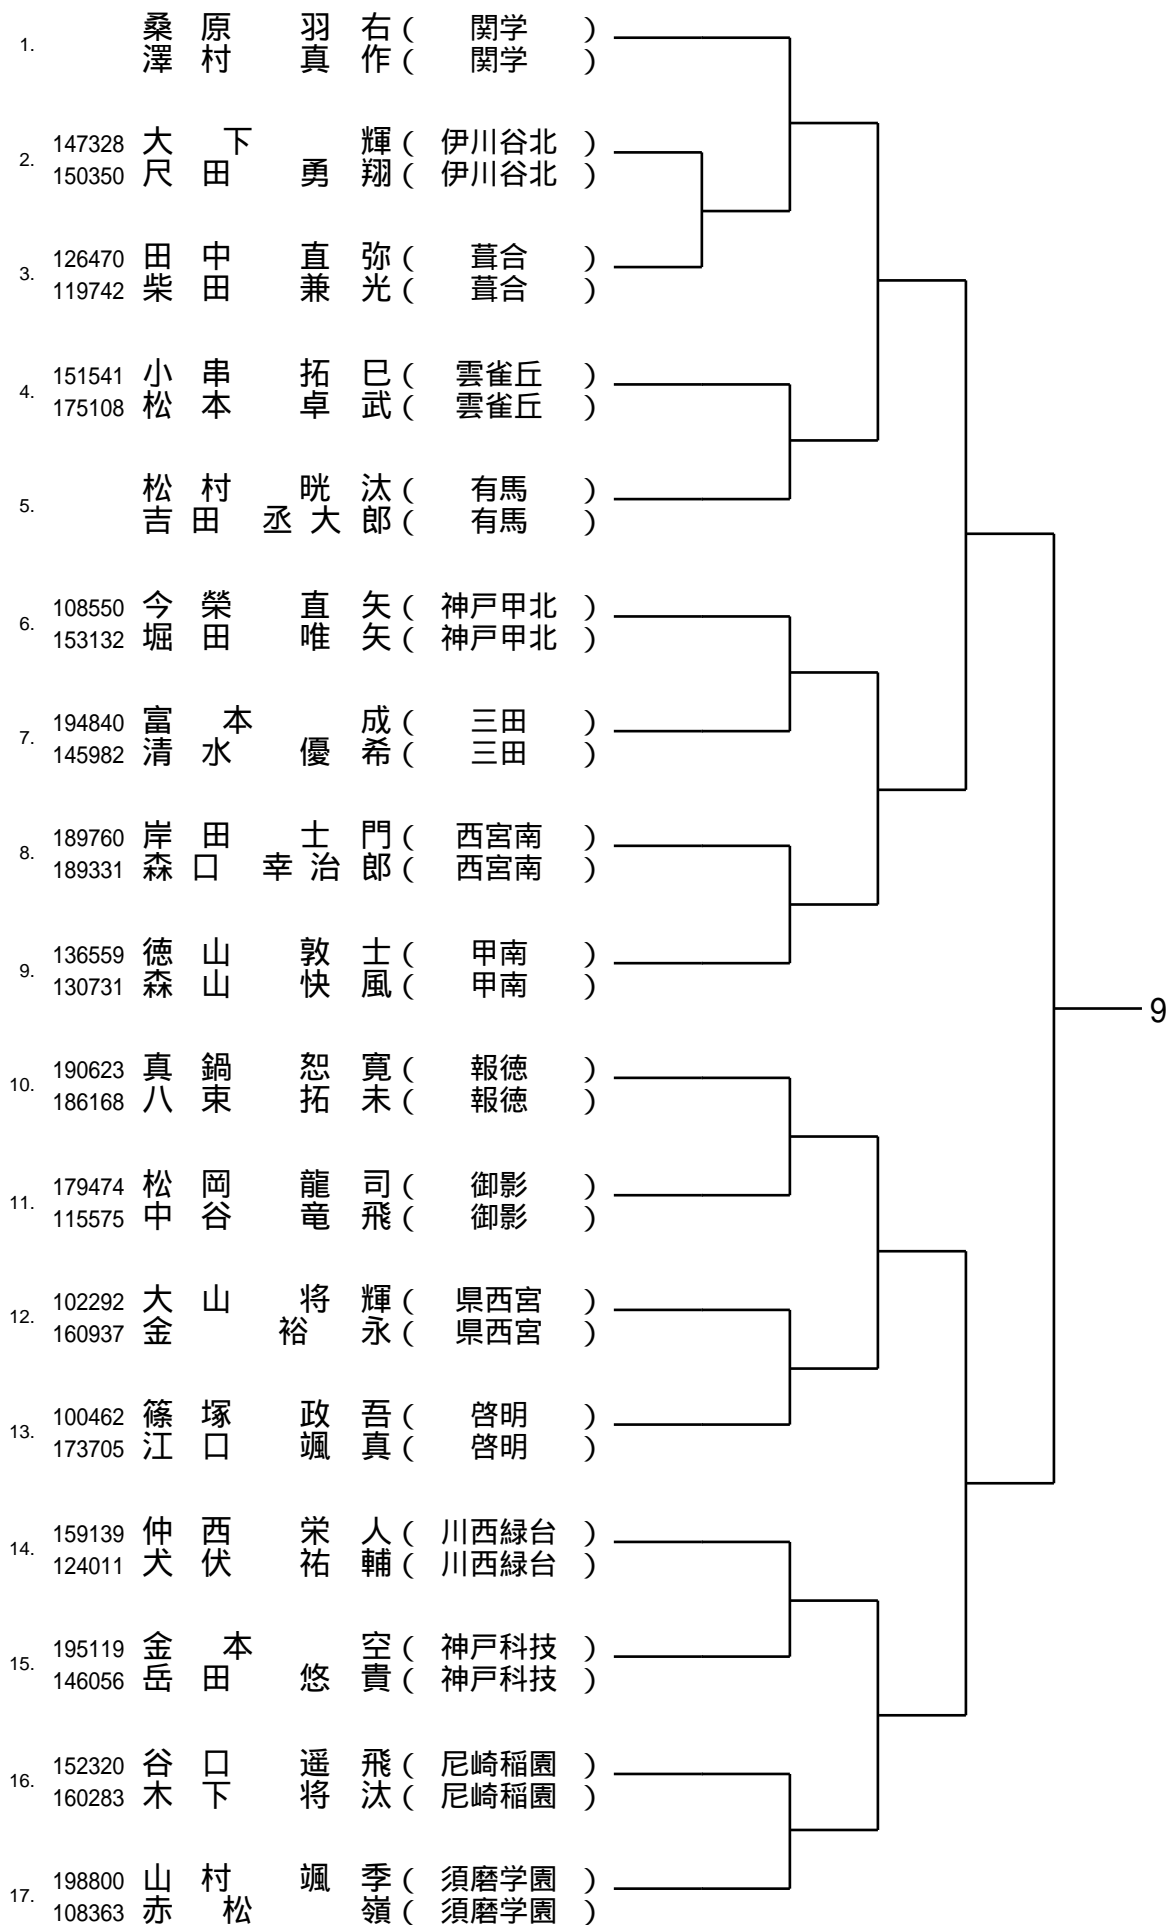 1. 桑原 羽右 ( 関学 )
澤村 真作 ( 関学 )
2. 147328 大下 輝 ( 伊川谷北 )
150350 尺田 勇翔 ( 伊川谷北 )
3. 126470 田中 直弥 ( 葺合 )
119742 柴田 兼光 ( 葺合 )
4. 151541 小串 拓巳 ( 雲雀丘 )
175108 松本 卓武 ( 雲雀丘 )
5. 松村 晄汰 ( 有馬 )
吉田 丞大郎 ( 有馬 )
6. 108550 今榮 直矢 ( 神戸甲北 )
153132 堀田 唯矢 ( 神戸甲北 )
7. 194840 富本 成 ( 三田 )
145982 清水 優希 ( 三田 )
8. 189760 岸田 士門 ( 西宮南 )
189331 森口 幸治郎 ( 西宮南 )
9. 136559 徳山 敦士 ( 甲南 )
130731 森山 快風 ( 甲南 )
9
10. 190623 真鍋 恕寛 ( 報徳 )
186168 八束 拓未 ( 報徳 )
11. 179474 松岡 龍司 ( 御影 )
115575 中谷 竜飛 ( 御影 )
12. 102292 大山 将輝 ( 県西宮 )
160937 金 裕永 ( 県西宮 )
13. 100462 篠塚 政吾 ( 啓明 )
173705 江口 颯真 ( 啓明 )
14. 159139 仲西 栄人 ( 川西緑台 )
124011 犬伏 祐輔 ( 川西緑台 )
15. 195119 金本 空 ( 神戸科技 )
146056 岳田 悠貴 ( 神戸科技 )
16. 152320 谷口 遥飛 ( 尼崎稲園 )
160283 木下 将汰 ( 尼崎稲園 )
17. 198800 山村 颯季 ( 須磨学園 )
108363 赤松 嶺 ( 須磨学園 )